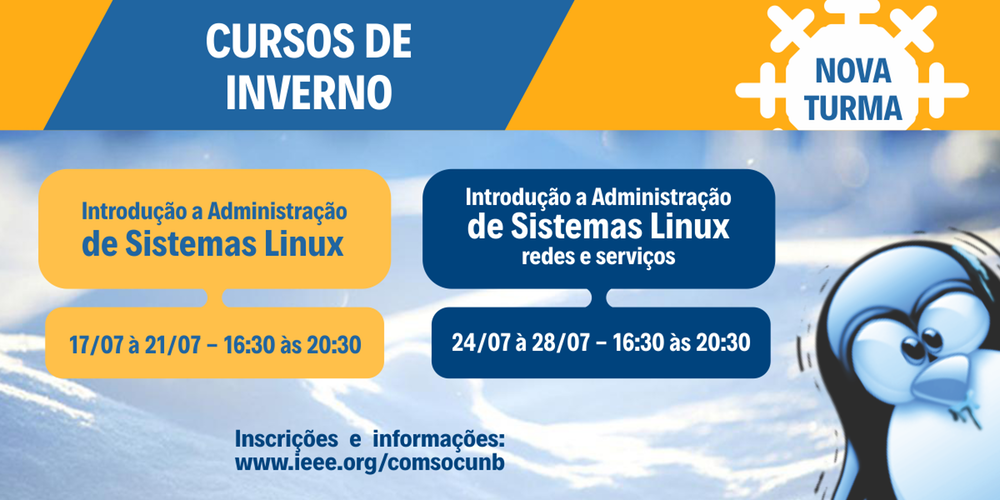 CURSOS DE
INVERNO
NOVA
TURMA
Introdução a Administração
de Sistemas Linux
17/07 à 21/07 – 16:30 às 20:30
Introdução a Administração
de Sistemas Linux
redes e serviços
24/07 à 28/07 – 16:30 às 20:30
Inscrições e informações:
www.ieee.org/comsocunb